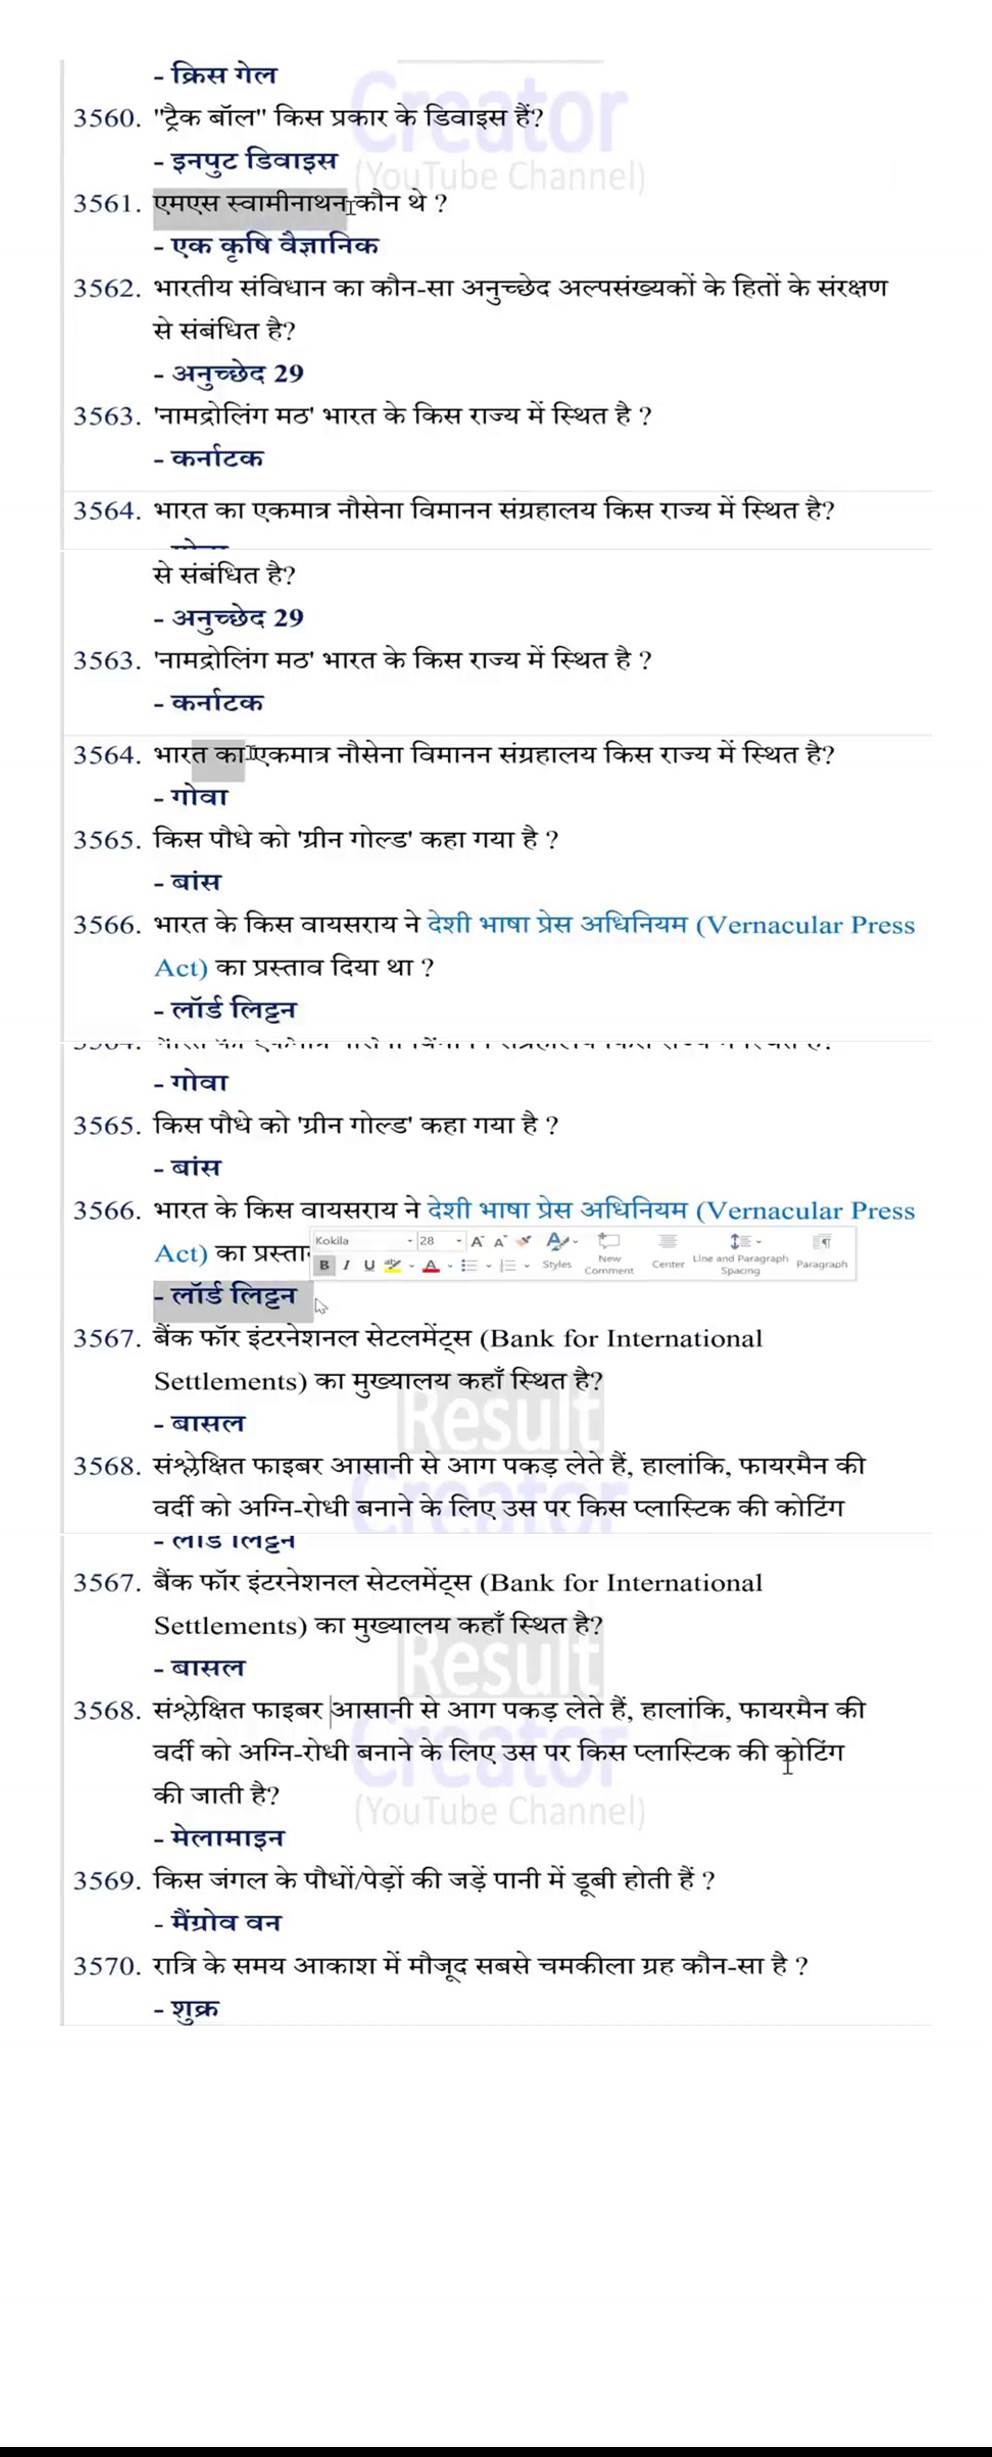 - क्रिस गेल
Creator
3560. "ट्रैक बॉल" किस प्रकार के डिवाइस हैं?
- इनपुट डिवाइस
(YouTube Channel)
3561. एमएस स्वामीनाथन कौन थे ?
- एक कृषि वैज्ञानिक
3562. भारतीय संविधान का कौन-सा अनुच्छेद अल्पसंख्यकों के हितों के संरक्षण
से संबंधित है?
- अनुच्छेद 29
3563. 'नामद्रोलिंग मठ' भारत के किस राज्य में स्थित है ?
- कर्नाटक
3564. भारत का एकमात्र नौसेना विमानन संग्रहालय किस राज्य में स्थित है?
से संबंधित है?
- अनुच्छेद 29
3563. 'नामद्रोलिंग मठ' भारत के किस राज्य में स्थित है ?
- कर्नाटक
3564. भारत का एकमात्र नौसेना विमानन संग्रहालय किस राज्य में स्थित है?
- गोवा
3565. किस पौधे को 'ग्रीन गोल्ड' कहा गया है ?
- बांस
3566. भारत के किस वायसराय ने देशी भाषा प्रेस अधिनियम (Vernacular Press
Act) का प्रस्ताव दिया था ?
- लॉर्ड लिट्टन
- गोवा
3565. किस पौधे को 'ग्रीन गोल्ड' कहा गया है ?
- बांस
3566. भारत के किस वायसराय ने देशी भाषा प्रेस अधिनियम (Vernacular Press
Act) का
Kokila 28 A A A New Comment Center Line and Paragraph Spacing Paragraph
B I U A Styles
- लॉर्ड लिट्टन
3567. बैंक फॉर इंटरनेशनल सेटलमेंट्स (Bank for International
Settlements) का मुख्यालय कहाँ स्थित है?
Result
- बासल
3568. संश्लेक्षित फाइबर आसानी से आग पकड़ लेते हैं, हालांकि, फायरमैन की
Creator
वर्दी को अग्नि-रोधी बनाने के लिए उस पर किस प्लास्टिक की कोटिंग
- लॉर्ड लिट्टन
3567. बैंक फॉर इंटरनेशनल सेटलमेंट्स (Bank for International
Settlements) का मुख्यालय कहाँ स्थित है?
Result
- बासल
3568. संश्लेक्षित फाइबर आसानी से आग पकड़ लेते हैं, हालांकि, फायरमैन की
Creator
वर्दी को अग्नि-रोधी बनाने के लिए उस पर किस प्लास्टिक की कोटिंग
की जाती है?
(YouTube Channel)
- मेलामाइन
3569. किस जंगल के पौधों/पेड़ों की जड़ें पानी में डूबी होती हैं ?
- मैंग्रोव वन
3570. रात्रि के समय आकाश में मौजूद सबसे चमकीला ग्रह कौन-सा है ?
- शुक्र